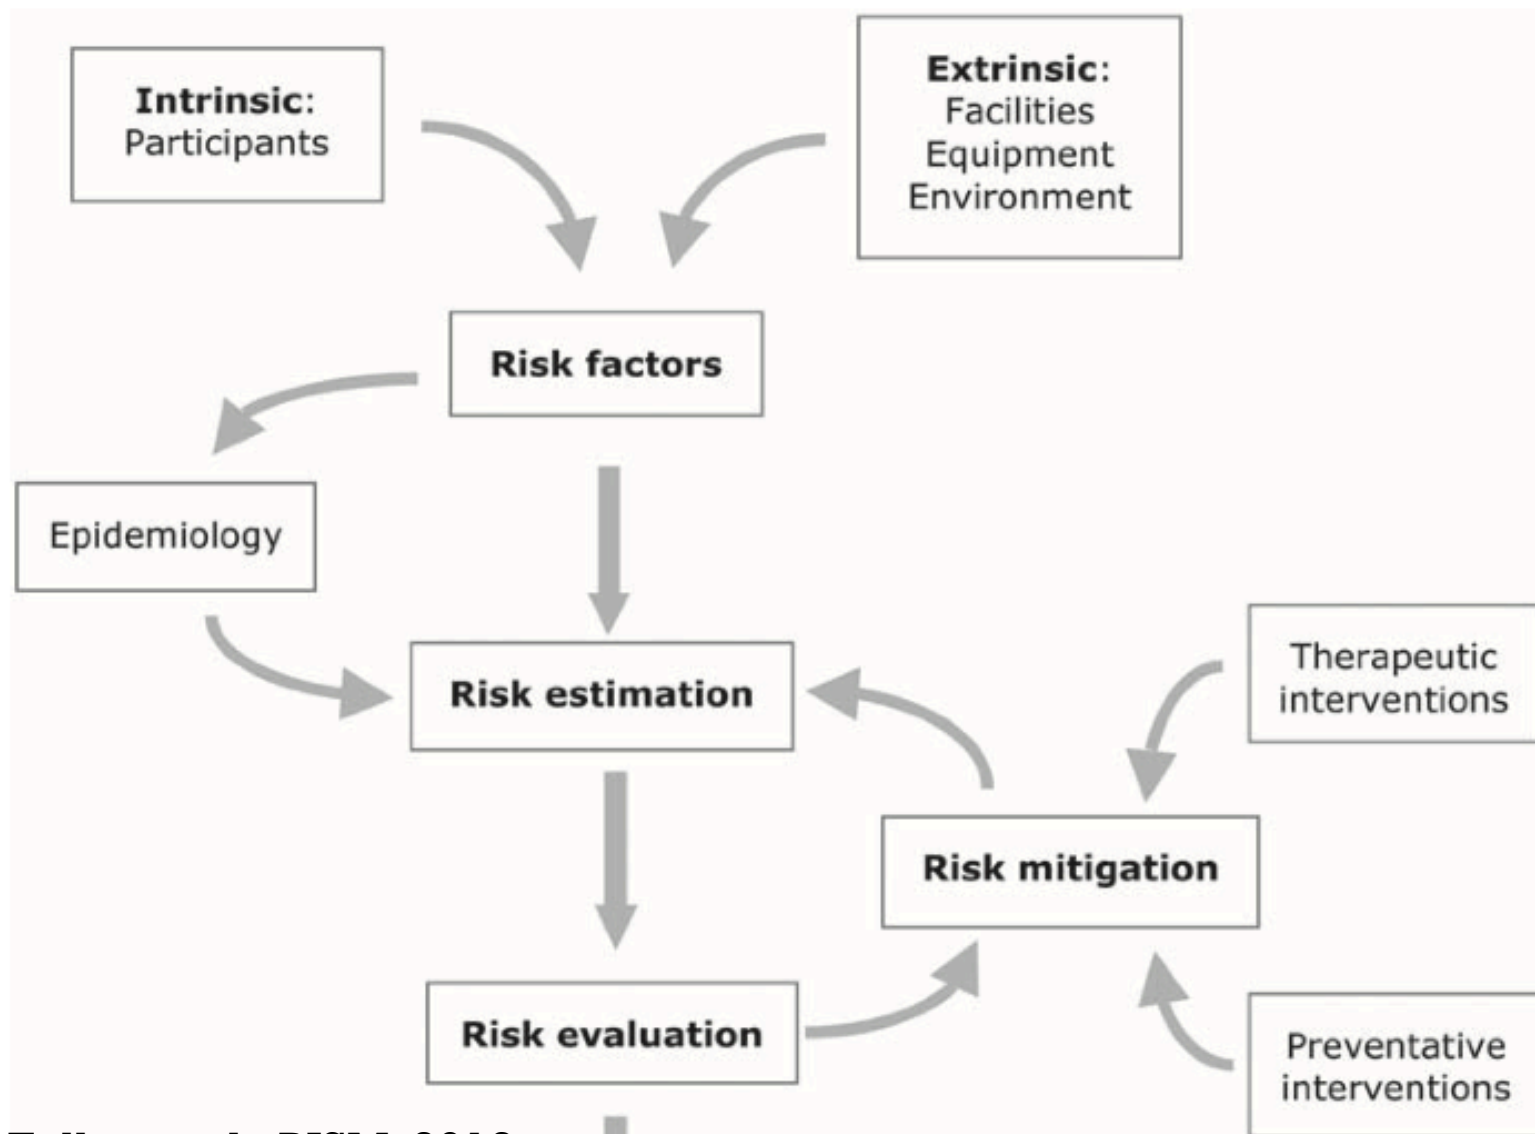 Intrinsic:
Participants
Extrinsic:
Facilities
Equipment
Environment
Risk factors
Epidemiology
Risk estimation
Therapeutic
interventions
Risk mitigation
Risk evaluation
Preventative
interventions